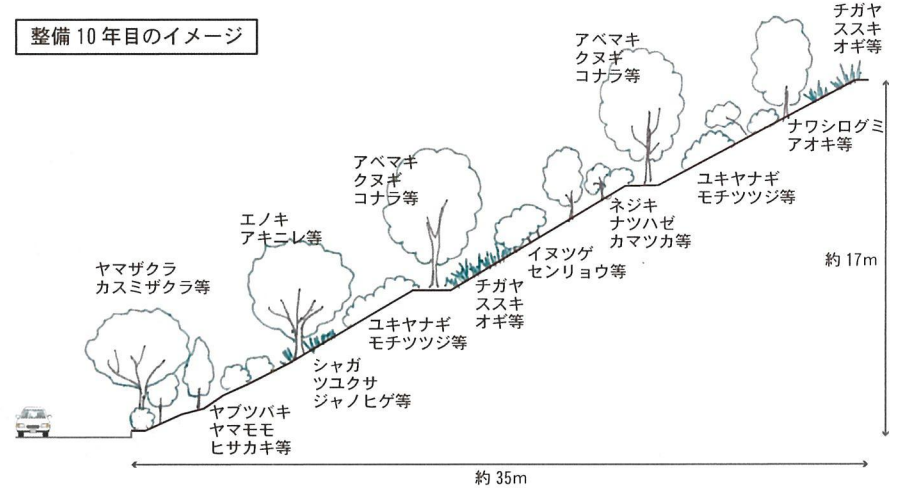 整備10年目のイメージ
チガヤ
ススキ
オギ等
アベマキ
クヌギ
コナラ等
ナワシログミ
アオキ等
アベマキ
クヌギ
コナラ等
ユキヤナギ
モチツツジ等
エノキ
アキニレ等
ネジキ
ナツハゼ
カマツカ等
イヌツゲ
センリョウ等
約17m
ヤマザクラ
カスミザクラ等
チガヤ
ススキ
オギ等
ユキヤナギ
モチツツジ等
シャガ
ツユクサ
ジャノヒゲ等
ヤブツバキ
ヤマモモ
ヒサカキ等
約35m